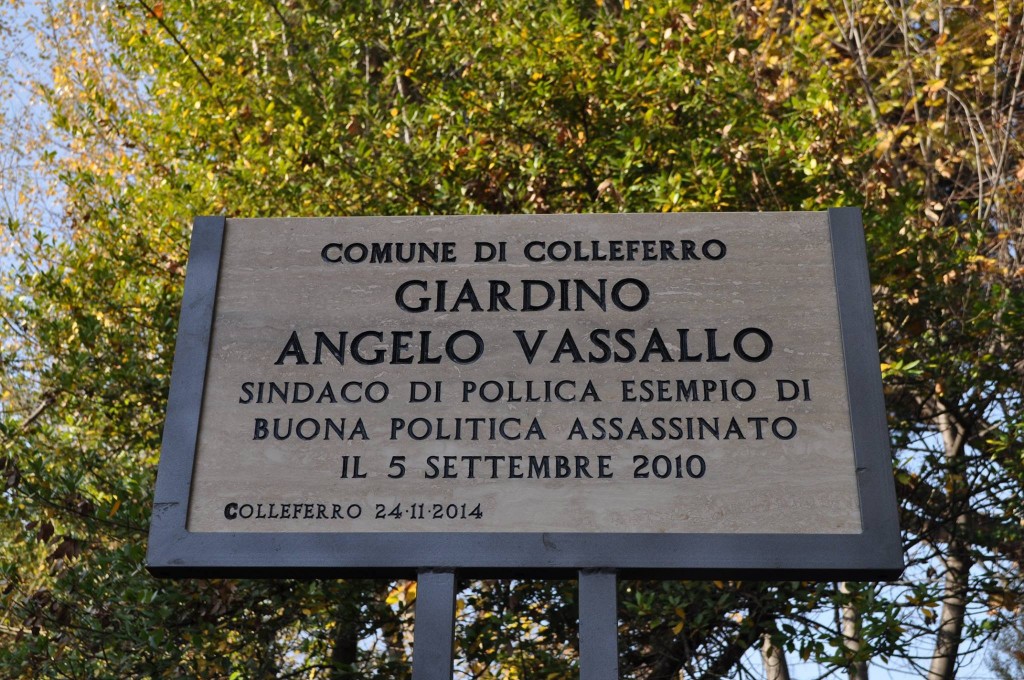 COMUNE DI COLLEFERRO
GIARDINO
ANGELO VASSALLO
SINDACO DI POLLICA ESEMPIO DI
BUONA POLITICA ASSASSINATO
IL 5 SETTEMBRE 2010
COLLEFERRO 24·11·2014